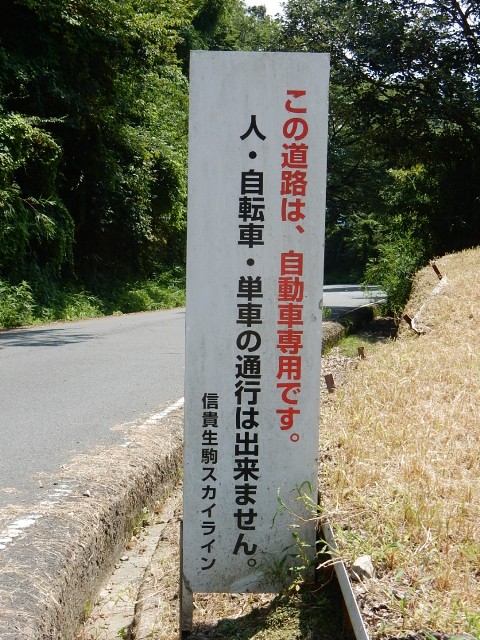 この道路は、自動車専用です。
人・自転車・単車の通行は出来ません。
信貴生駒スカイライン